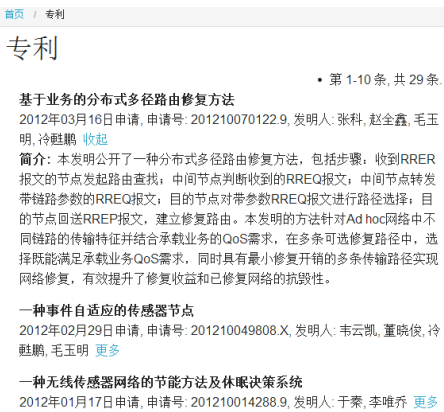 首页 / 专利
专利
• 第 1-10 条, 共 29 条.
基于业务的分布式多径路由修复方法
2012年03月16日申请, 申请号: 201210070122.9, 发明人: 张科, 赵全鑫, 毛玉
明, 冷甦鹏 收起
简介: 本发明公开了一种分布式多径路由修复方法，包括步骤：收到RRER
报文的节点发起路由查找；中间节点判断收到的RREQ报文；中间节点转发
带链路参数的RREQ报文；目的节点对带参数RREQ报文进行路径选择；目
的节点回送RREP报文，建立修复路由。本发明的方法针对Ad hoc网络中不
同链路的传输特征并结合承载业务的QoS需求，在多条可选修复路径中，选
择既能满足承载业务QoS需求，同时具有最小修复开销的多条传输路径实现
网络修复，有效提升了修复收益和已修复网络的抗毁性。
一种事件自适应的传感器节点
2012年02月29日申请, 申请号: 201210049808.X, 发明人: 韦云凯, 董晓俊, 冷
甦鹏, 毛玉明 更多
一种无线传感器网络的节能方法及休眠决策系统
2012年01月17日申请, 申请号: 201210014288.9, 发明人: 于秦, 李唯乔 更多